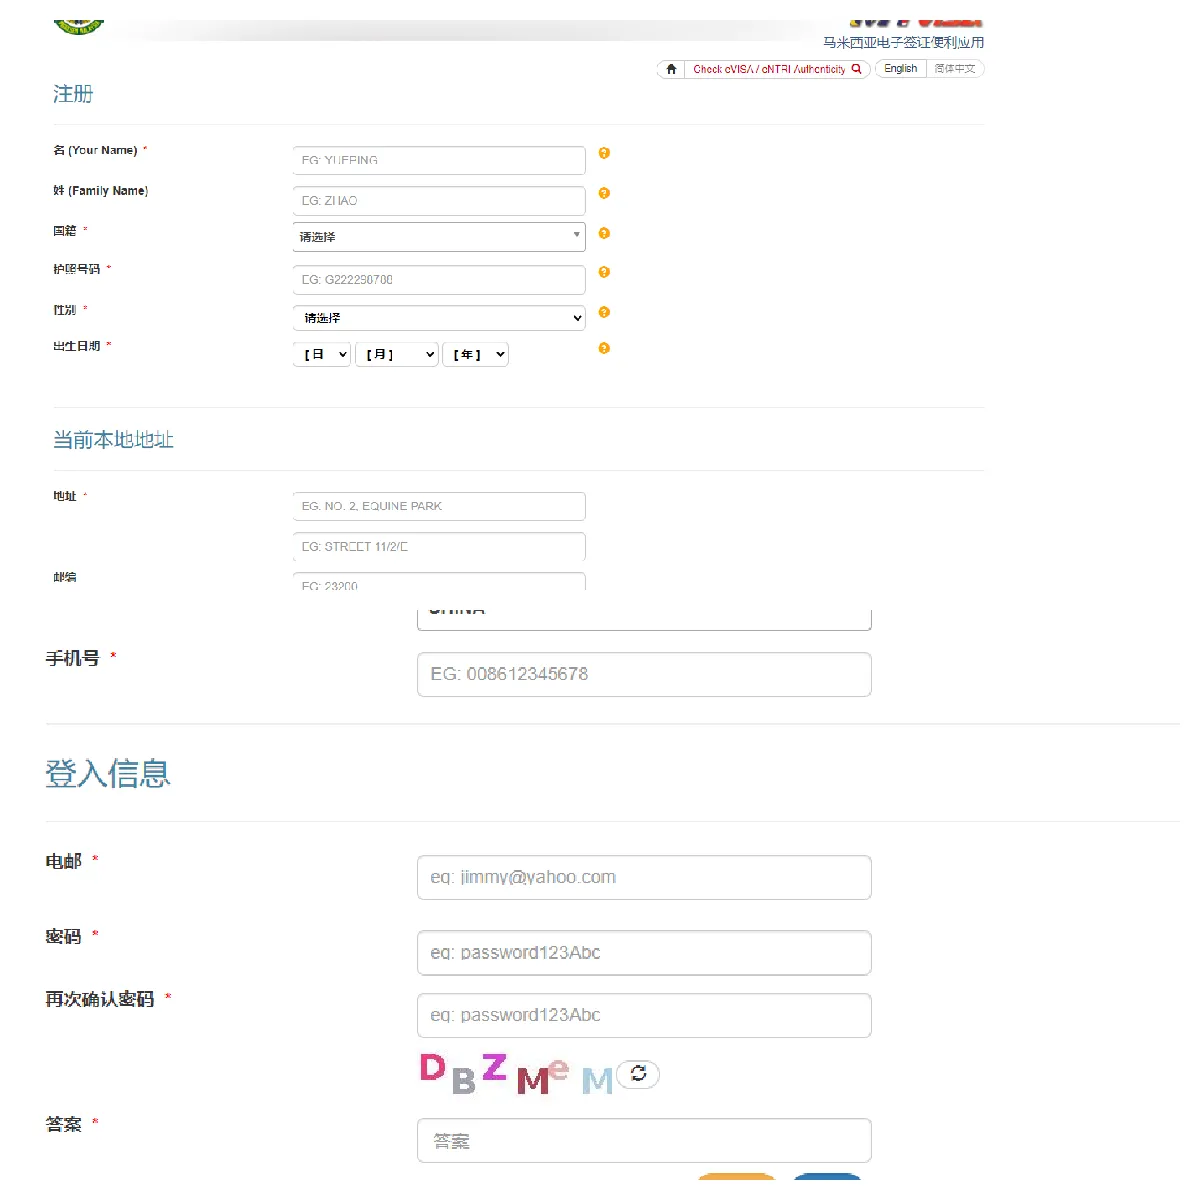 马来西亚电子签证便利应用
Check eVISA / eNTRI Authenticity English 简体中文
注册
名 (Your Name) *
EG: YUEPING
姓 (Family Name)
EG: ZHAO
国籍 *
请选择
护照号码 *
EG: G222298788
性别 *
请选择
出生日期 *
[ 日 [ 月 ] [ 年 ]
当前本地地址
地址 *
EG: NO. 2, EQUINE PARK
EG: STREET 11/2/E
邮编
EG: 23200
CHINA
手机号 *
EG: 008612345678
登入信息
电邮 *
eg: jimmy@yahoo.com
密码 *
eg: password123Abc
再次确认密码 *
eg: password123Abc
DBZMeM
答案 *
答案